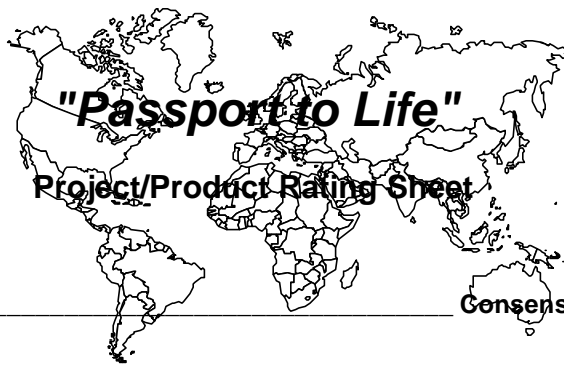 "Passport to Life"
Project/Product Rating Sheet
Consens